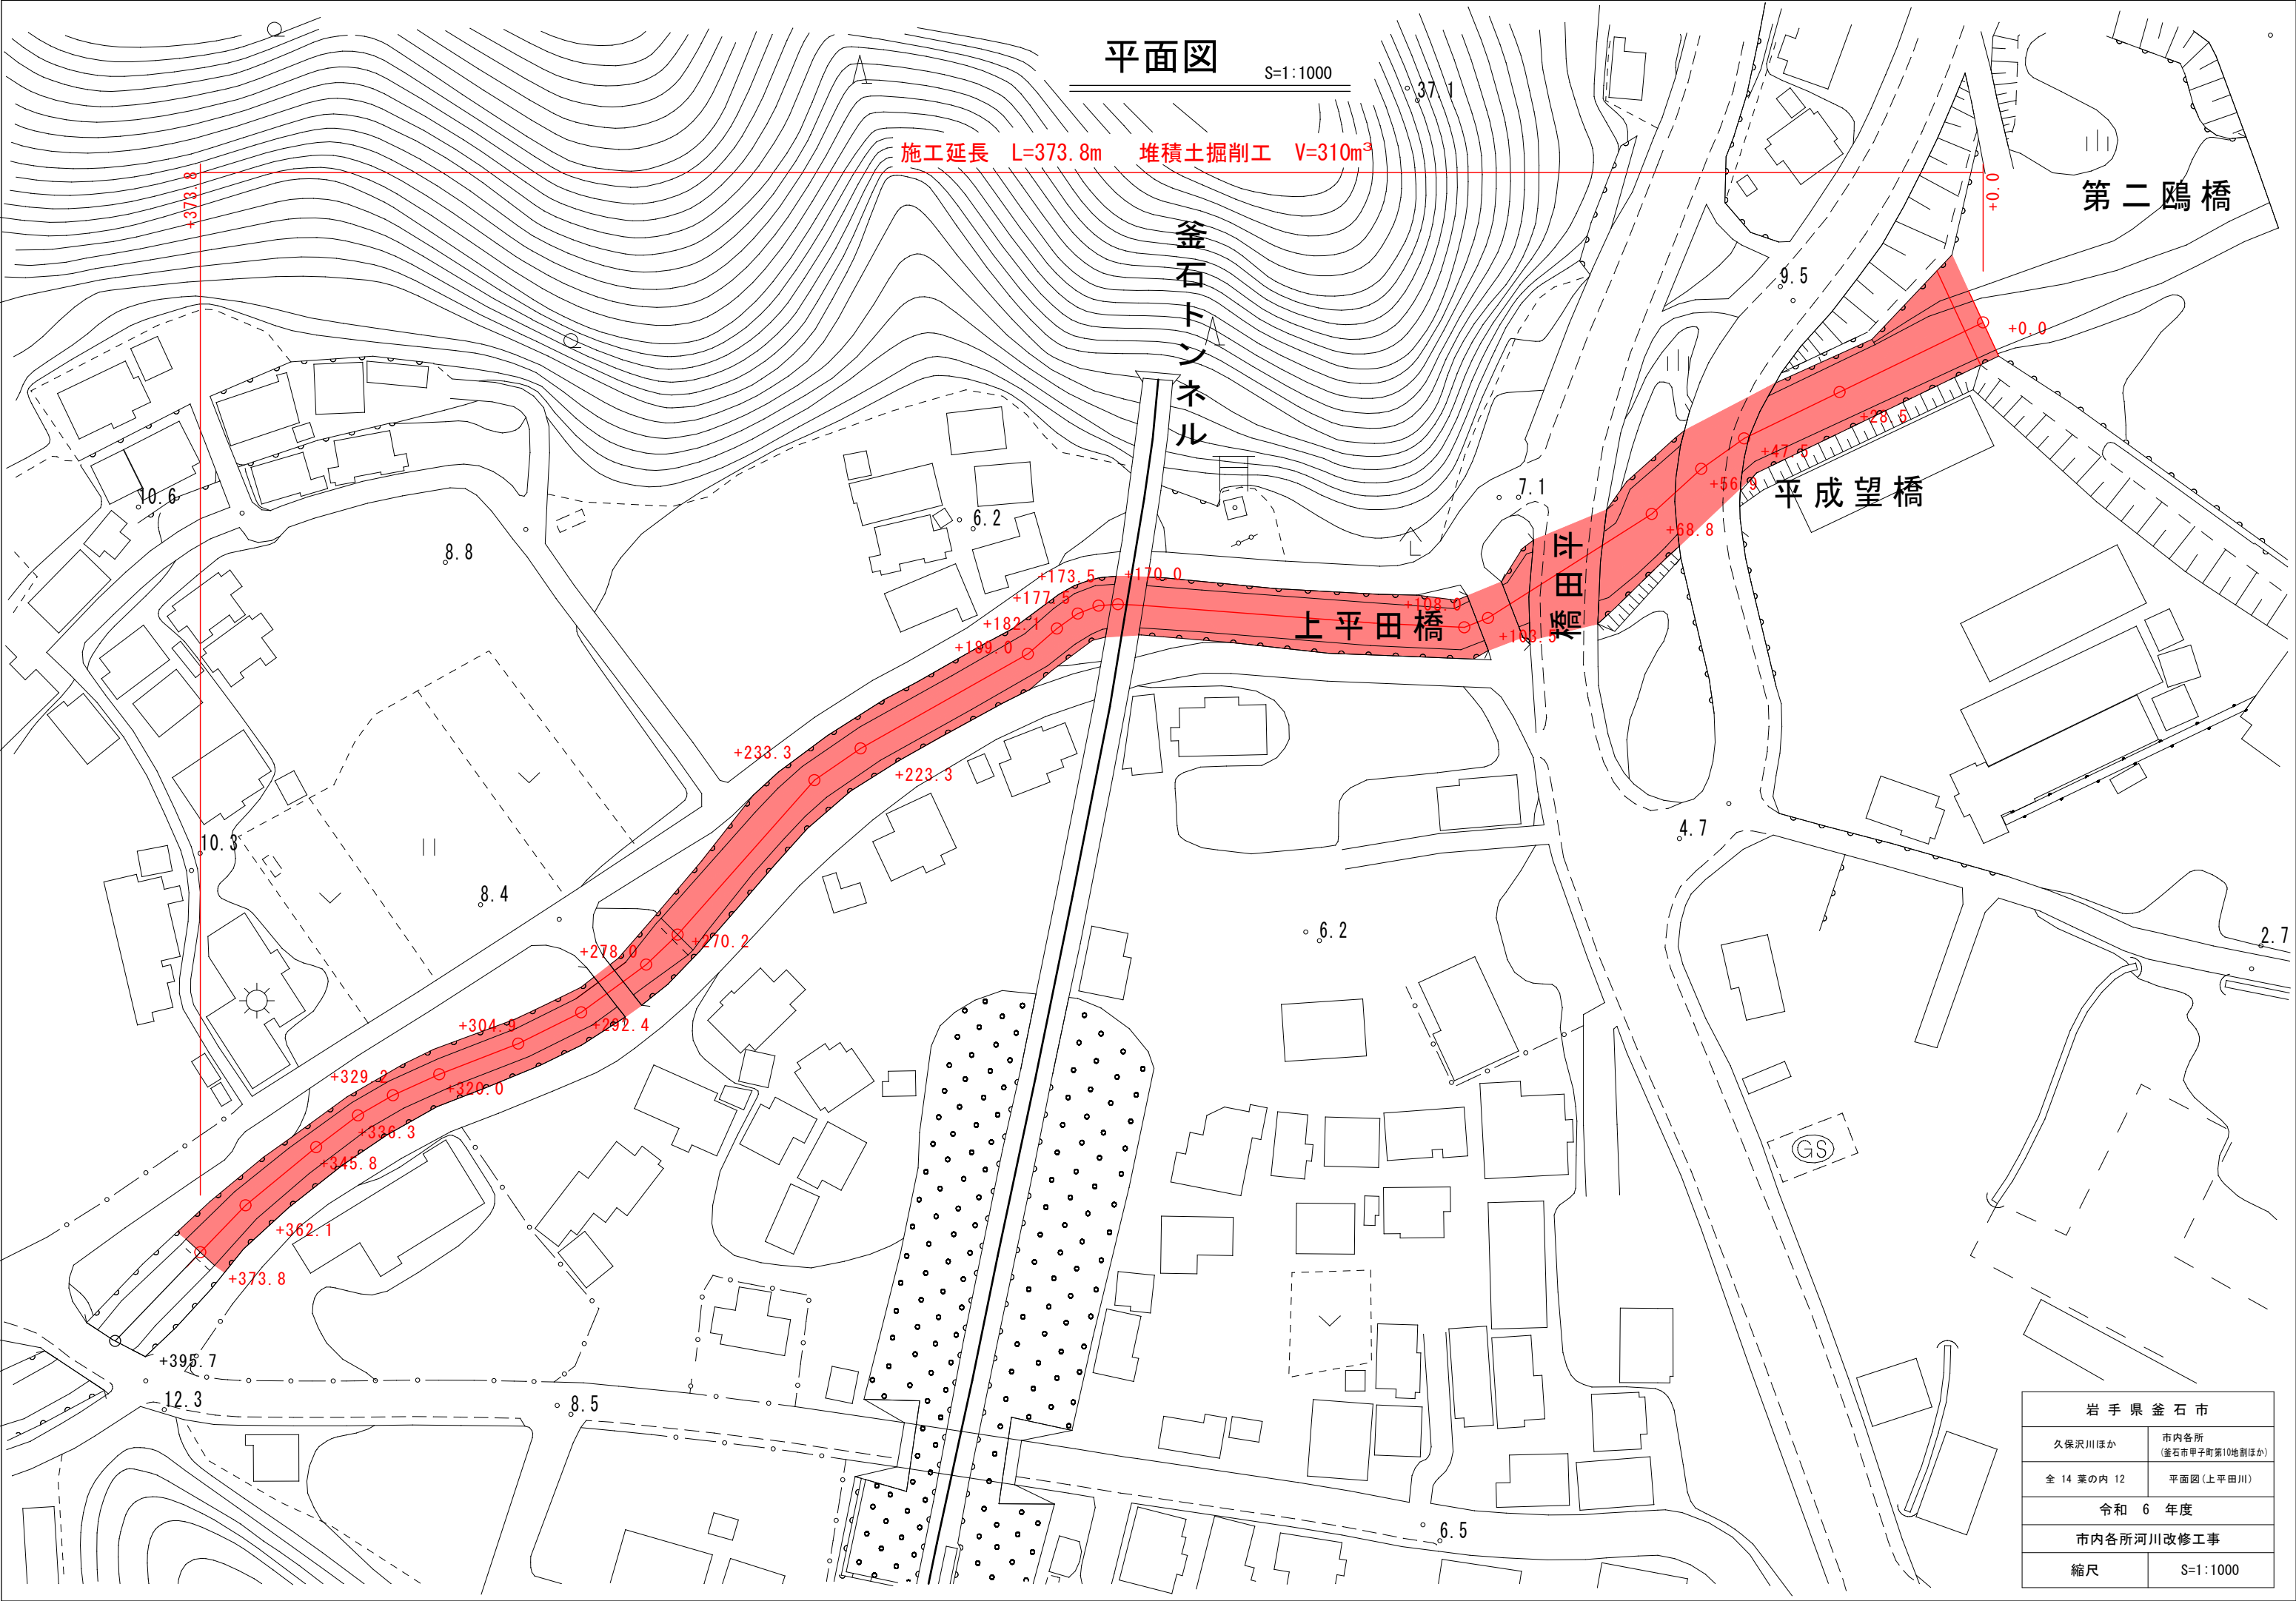 平面図
S=1:1000
37.1
施工延長 L=373.8m 堆積土掘削工 V=310m³
+373.8
+0.0
第二鴎橋
釜石トンネル
9.5
+0.0
+28.5
+47.5
+56.9
平成望橋
7.1
+68.8
平田橋
10.6
8.8
6.2
+173.5
+170.0
+177.5
+182.1
+189.0
+108.0
上平田橋
+103.5
+233.3
+223.3
10.3
4.7
8.4
6.2
2.7
+278.0
+270.2
+304.9
+292.4
+329.2
+320.0
+336.3
+345.8
GS
+362.1
+373.8
+395.7
12.3
8.5
6.5
岩手県釜石市
久保沢川ほか 市内各所
(釜石市甲子町第10地割ほか)
全 14 葉の内 12 平面図(上平田川)
令和 6 年度
市内各所河川改修工事
縮尺 S=1:1000